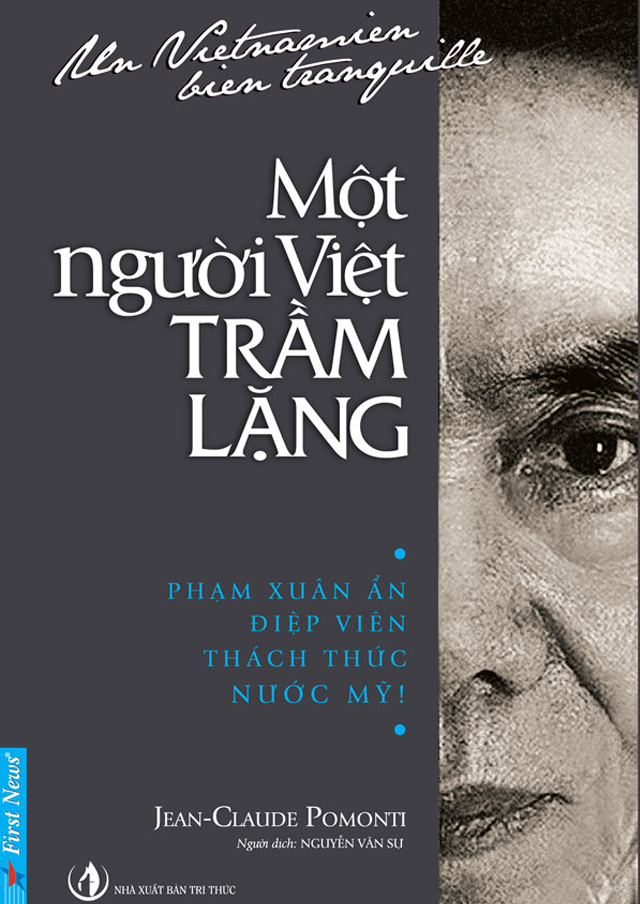 Un Vietnamien
bien tranquille
Một
người Việt
TRẦM
LẶNG
PHẠM XUÂN ẨN
ĐIỆP VIÊN
THÁCH THỨC
NƯỚC MỸ!
JEAN-CLAUDE POMONTI
Người dịch: NGUYỄN VĂN SỰ
First News®
NHÀ XUẤT BẢN TRI THỨC